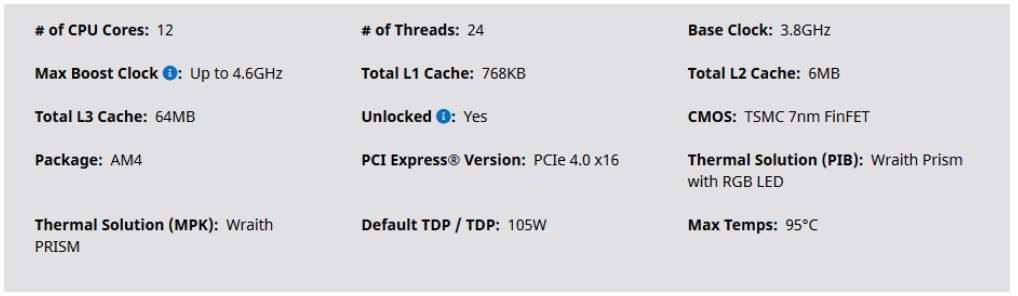 # of CPU Cores: 12
# of Threads: 24
Base Clock: 3.8GHz
Max Boost Clock i: Up to 4.6GHz
Total L1 Cache: 768KB
Total L2 Cache: 6MB
Total L3 Cache: 64MB
Unlocked i: Yes
CMOS: TSMC 7nm FinFET
Package: AM4
PCI Express® Version: PCIe 4.0 x16
Thermal Solution (PIB): Wraith Prism
with RGB LED
Thermal Solution (MPK): Wraith
PRISM
Default TDP / TDP: 105W
Max Temps: 95°C